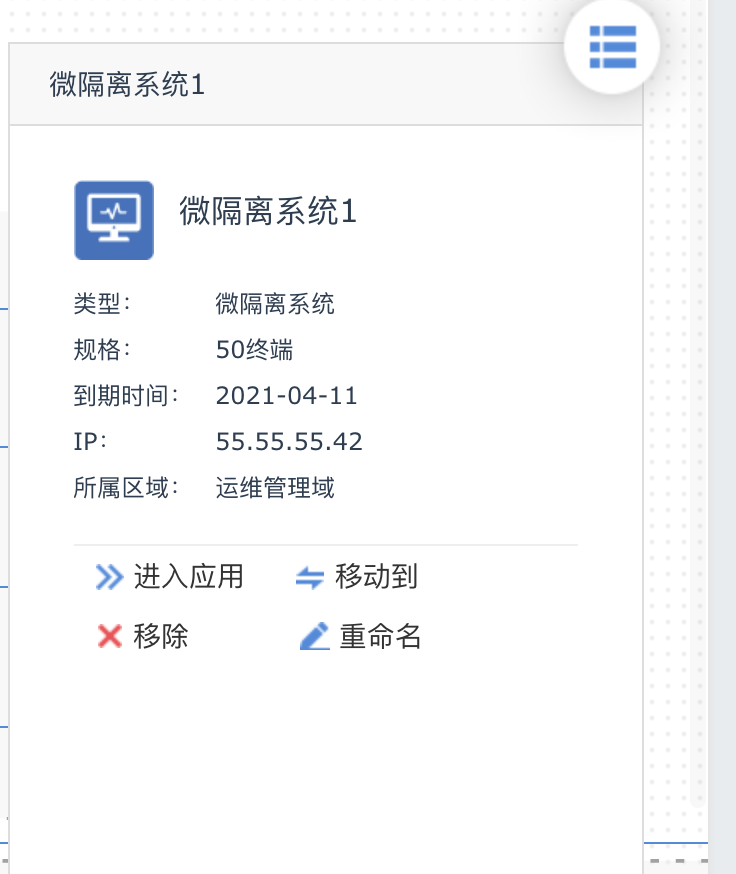 微隔离系统1
微隔离系统1
类型： 微隔离系统
规格： 50终端
到期时间： 2021-04-11
IP： 55.55.55.42
所属区域： 运维管理域
进入应用 移动到
移除 重命名